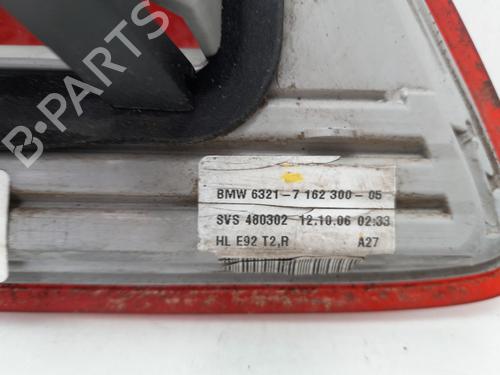 B-PARTS
BMW 6321-7 162 300-05
SVS 480302 - 12.10.06 02:33
HL E92 T2,R A27